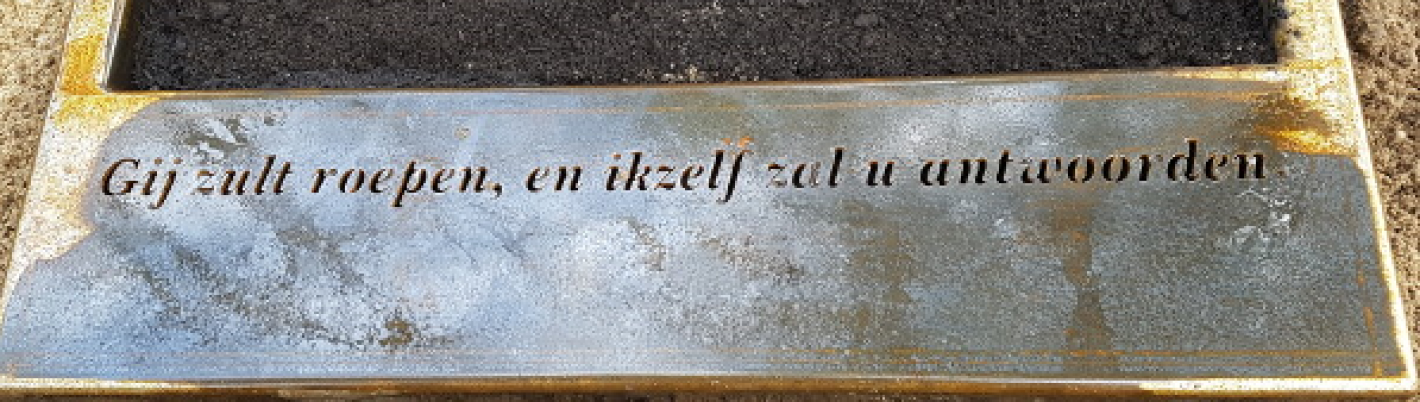 Gij zult roepen, en ikzelf zal u antwoorden.